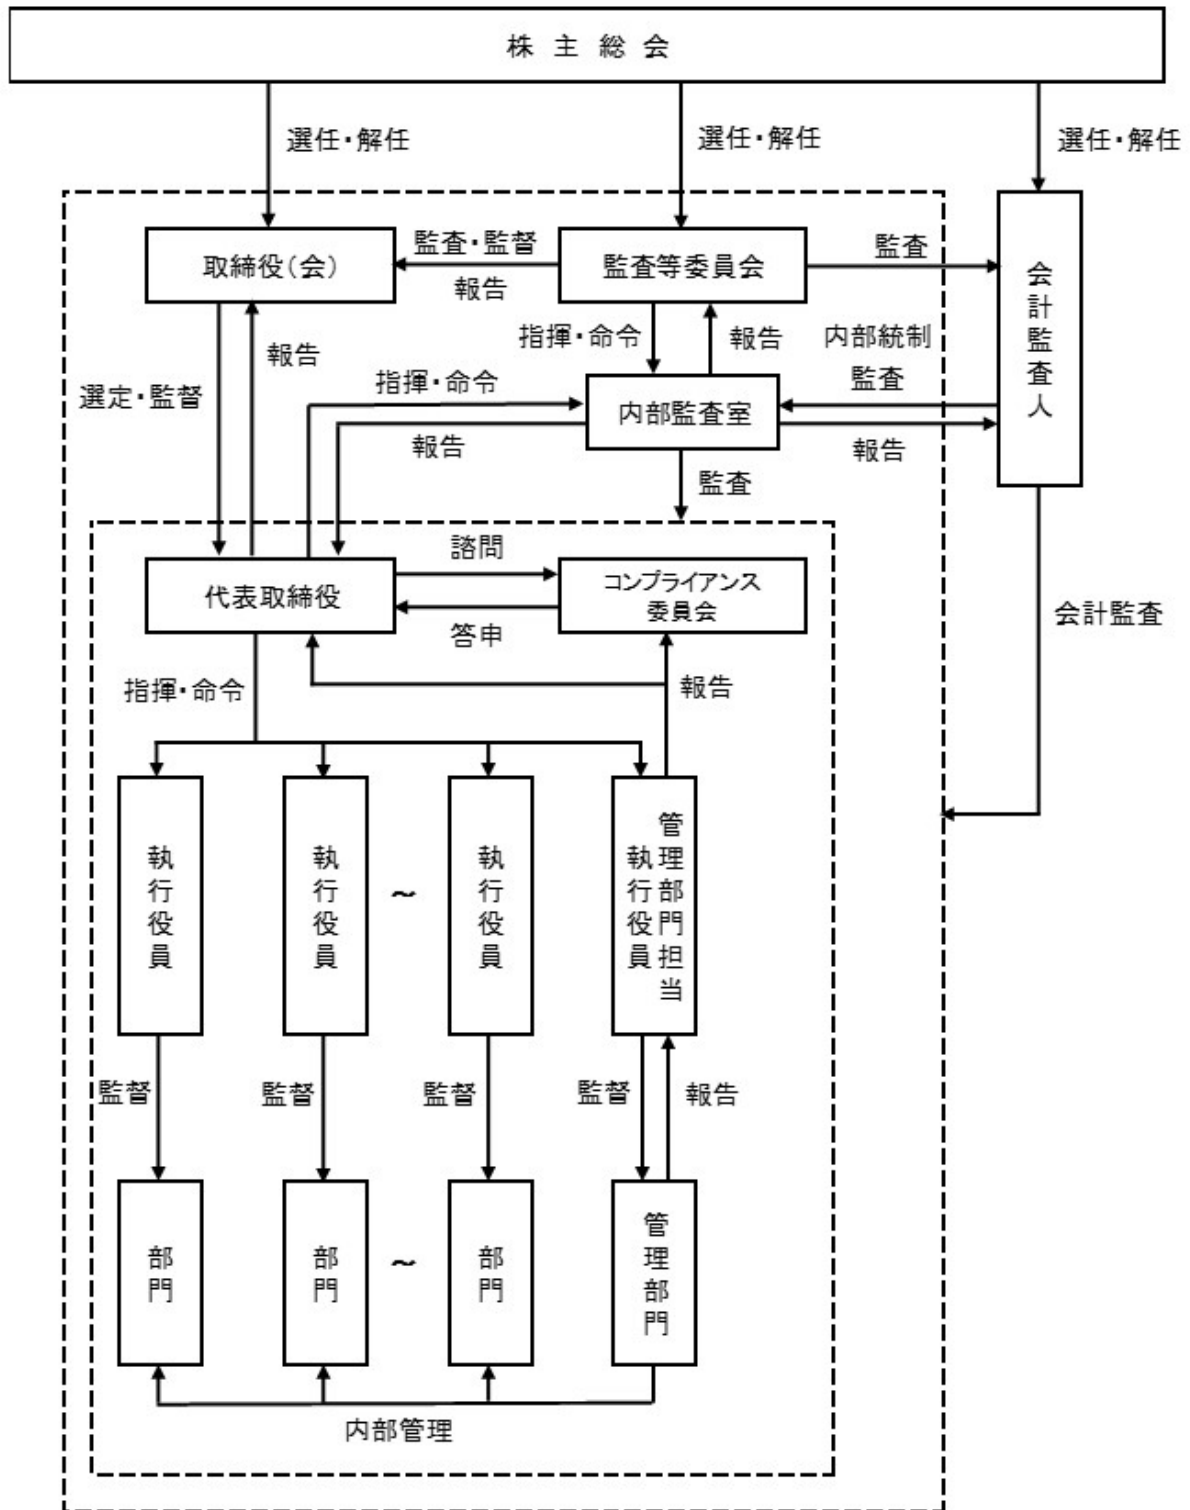 株主総会
選任・解任
選任・解任
選任・解任
取締役(会)
監査・監督
報告
監査等委員会
監査
会計監査人
選定・監督
報告
指揮・命令
報告
内部統制
監査
指揮・命令
報告
内部監査室
報告
監査
代表取締役
諮問
答申
コンプライアンス
委員会
会計監査
指揮・命令
報告
執行役員
執行役員
~
執行役員
管理部門担当
執行役員
監督
監督
監督
監督
報告
部門
部門
~
部門
管理部門
内部管理